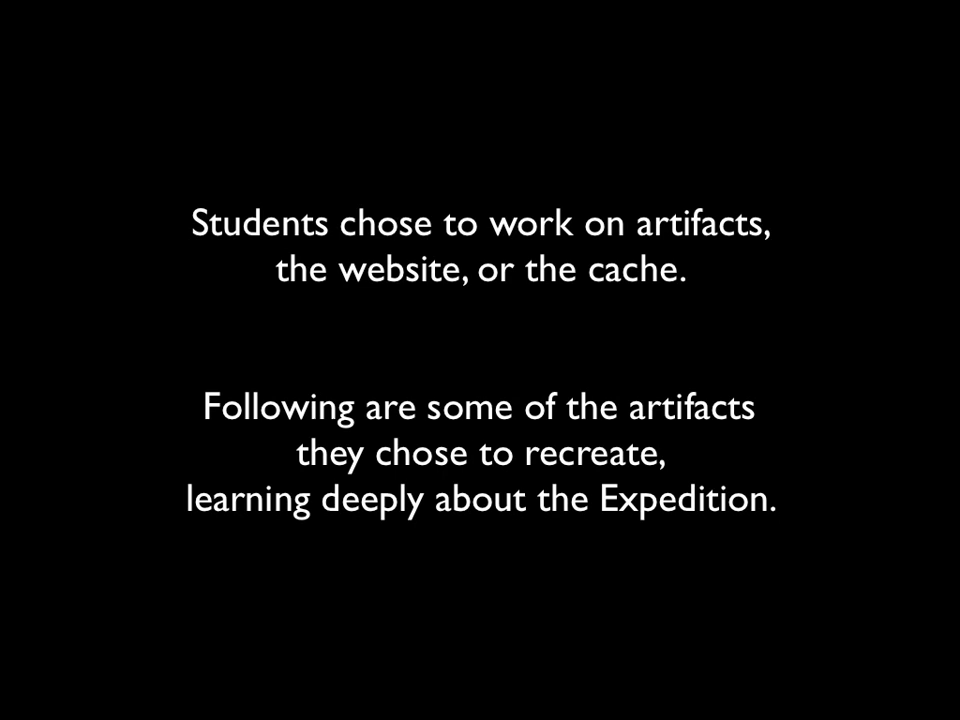 Students chose to work on artifacts,
the website, or the cache.
Following are some of the artifacts
they chose to recreate,
learning deeply about the Expedition.